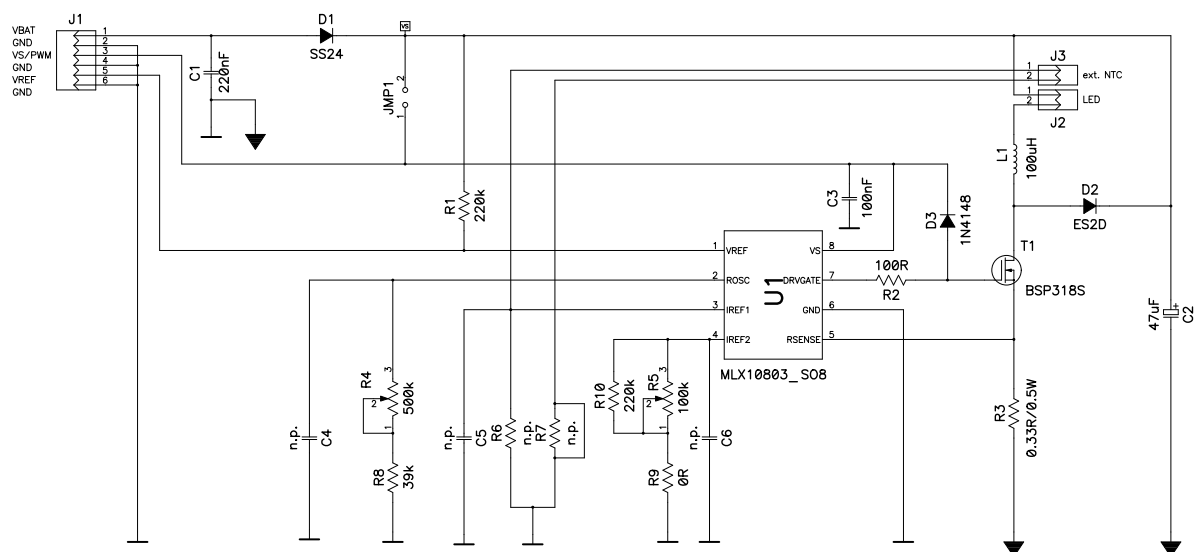 J1
VBAT
GND
VS/PWM
GND
VREF
GND
1
2
3
4
5
6
C1
220nF
D1
SS24
VS
JMP1
2
1
J3
1
2
ext. NTC
1
2
LED
J2
L1
100uH
R1
220k
C3
100nF
D3
1N4148
D2
ES2D
T1
BSP318S
47uF
+
C2
U1
1 VREF
2 ROSC
3 IREF1
4 IREF2
VS 8
DRVGATE 7
GND 6
RSENSE 5
MLX10803_SO8
100R
R2
R4
500k
3
2
1
R8
39k
n.p.
C4
n.p.
C5
R6
n.p.
R7
n.p.
R10
220k
R5
100k
3
2
1
R9
0R
n.p.
C6
R3
0.33R/0.5W